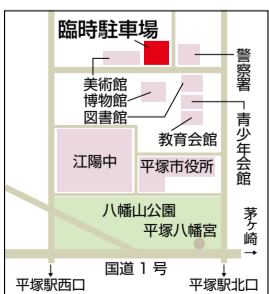 臨時駐車場
警察署
美術館
博物館
図書館
青少年会館
教育会館
江陽中
平塚市役所
八幡山公園
平塚八幡宮
茅ヶ崎
国道1号
平塚駅西口
平塚駅北口